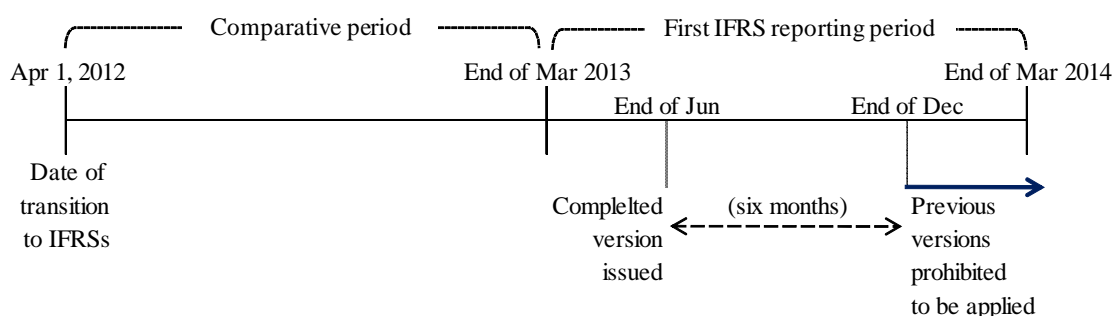 Comparative period
First IFRS reporting period
Apr 1, 2012
End of Mar 2013
End of Mar 2014
End of Jun
End of Dec
Date of
transition
to IFRSs
Complelted
version
issued
(six months)
Previous
versions
prohibited
to be applied